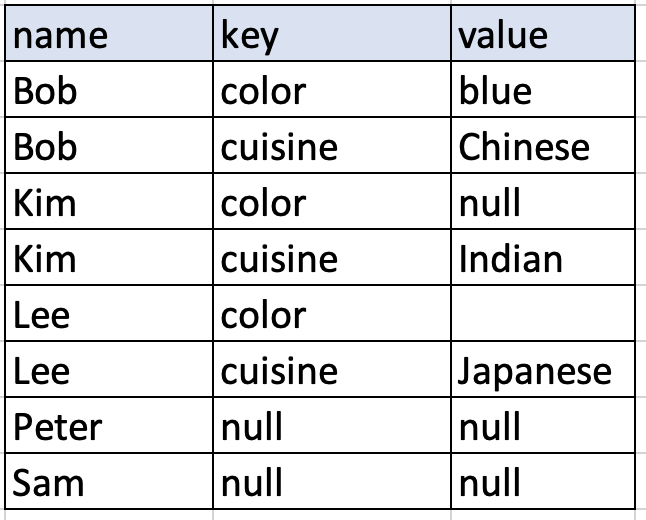 name key value
Bob color blue
Bob cuisine Chinese
Kim color null
Kim cuisine Indian
Lee color
Lee cuisine Japanese
Peter null null
Sam null null